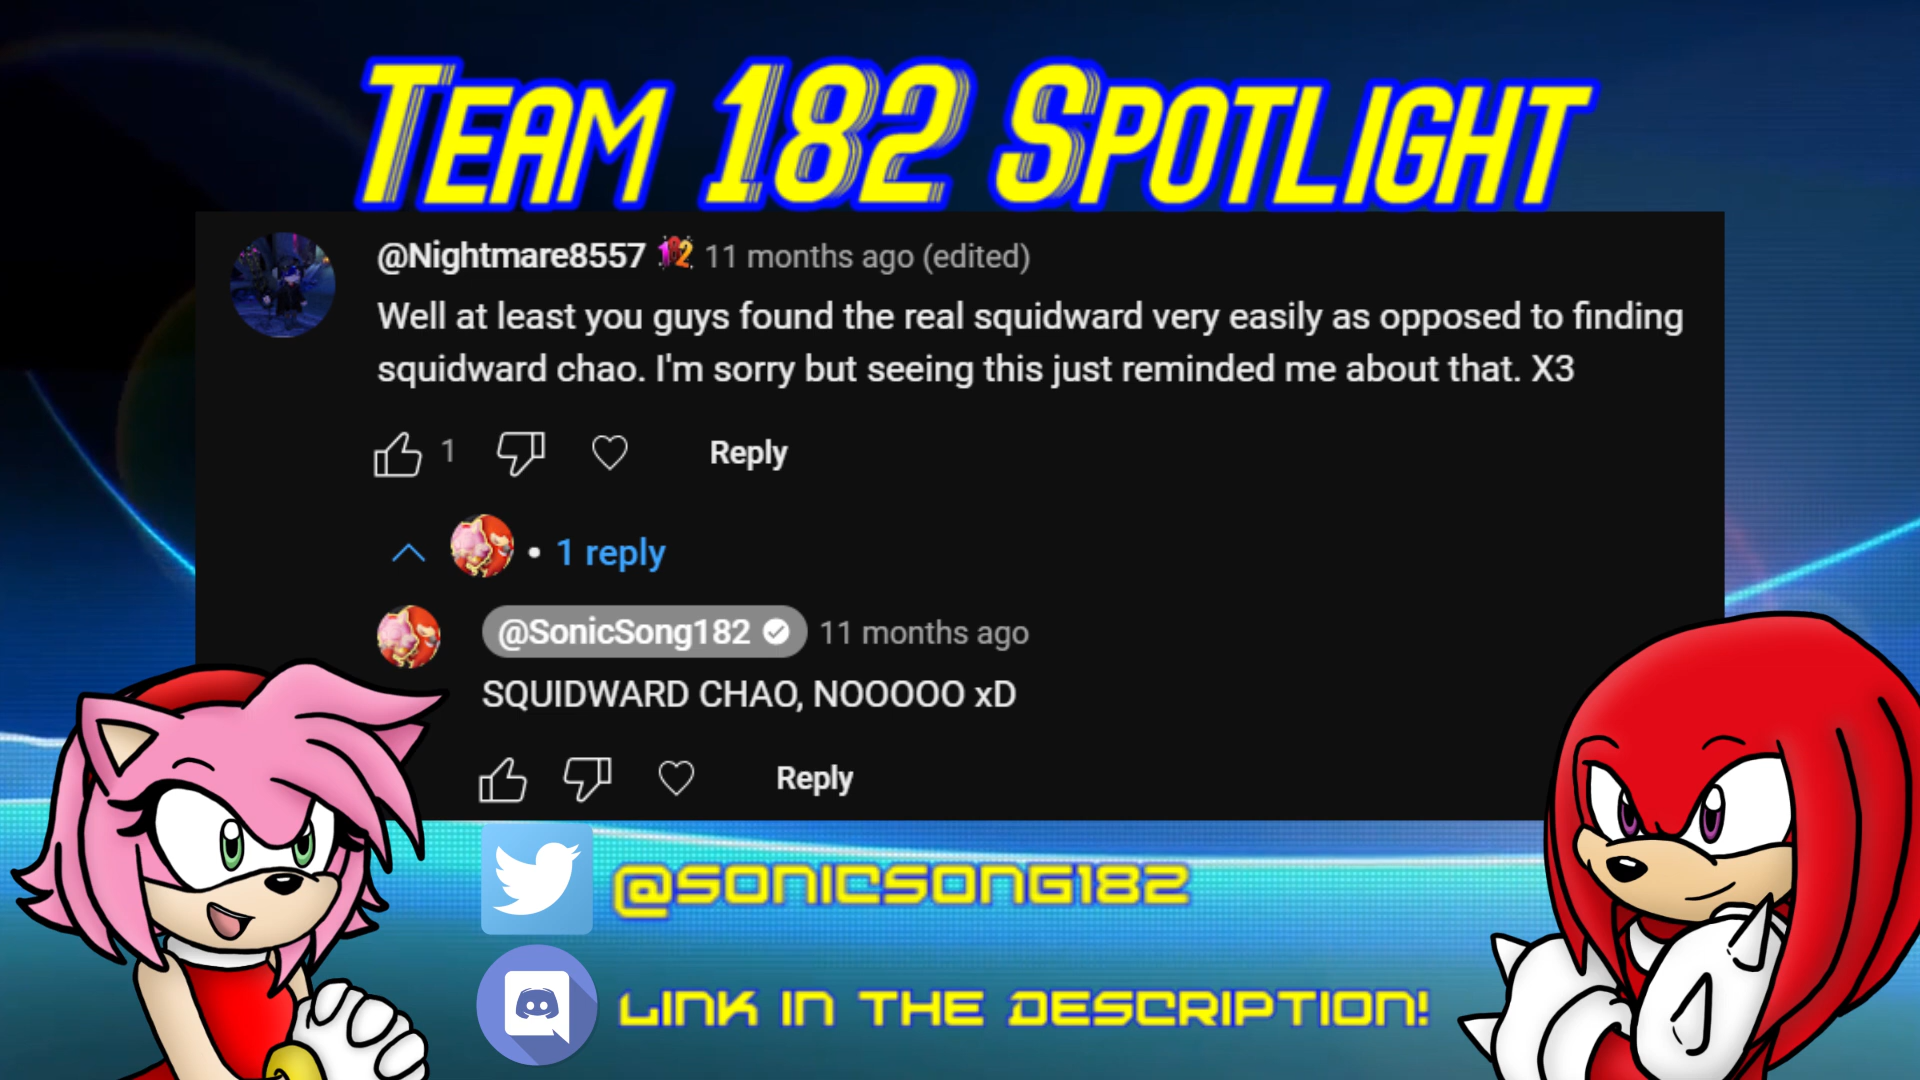 Team 182 Spotlight
@Nightmare8557 182 11 months ago (edited)
Well at least you guys found the real squidward very easily as opposed to finding
squidward chao. I'm sorry but seeing this just reminded me about that. X3
1 Reply
• 1 reply
@SonicSong182 11 months ago
SQUIDWARD CHAO, NOOOOO xD
Reply
@SONICSONG182
LINK IN THE DESCRIPTION!